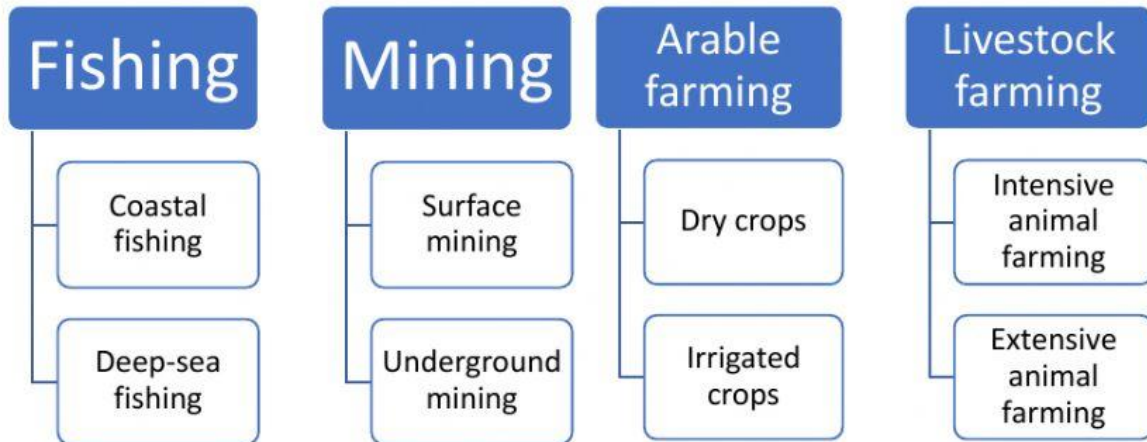 Fishing
Coastal
fishing
Deep-sea
fishing
Mining
Surface
mining
Underground
mining
Arable
farming
Dry crops
Irrigated
crops
Livestock
farming
Intensive
animal
farming
Extensive
animal
farming